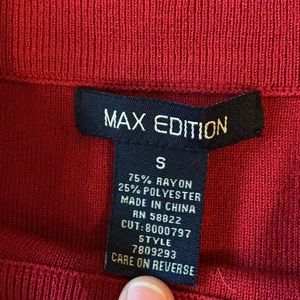 MAX EDITION
S
75% RAYON
25% POLYESTER
MADE IN CHINA
RN 58822
CUT:8000797
STYLE
7809293
CARE ON REVERSE